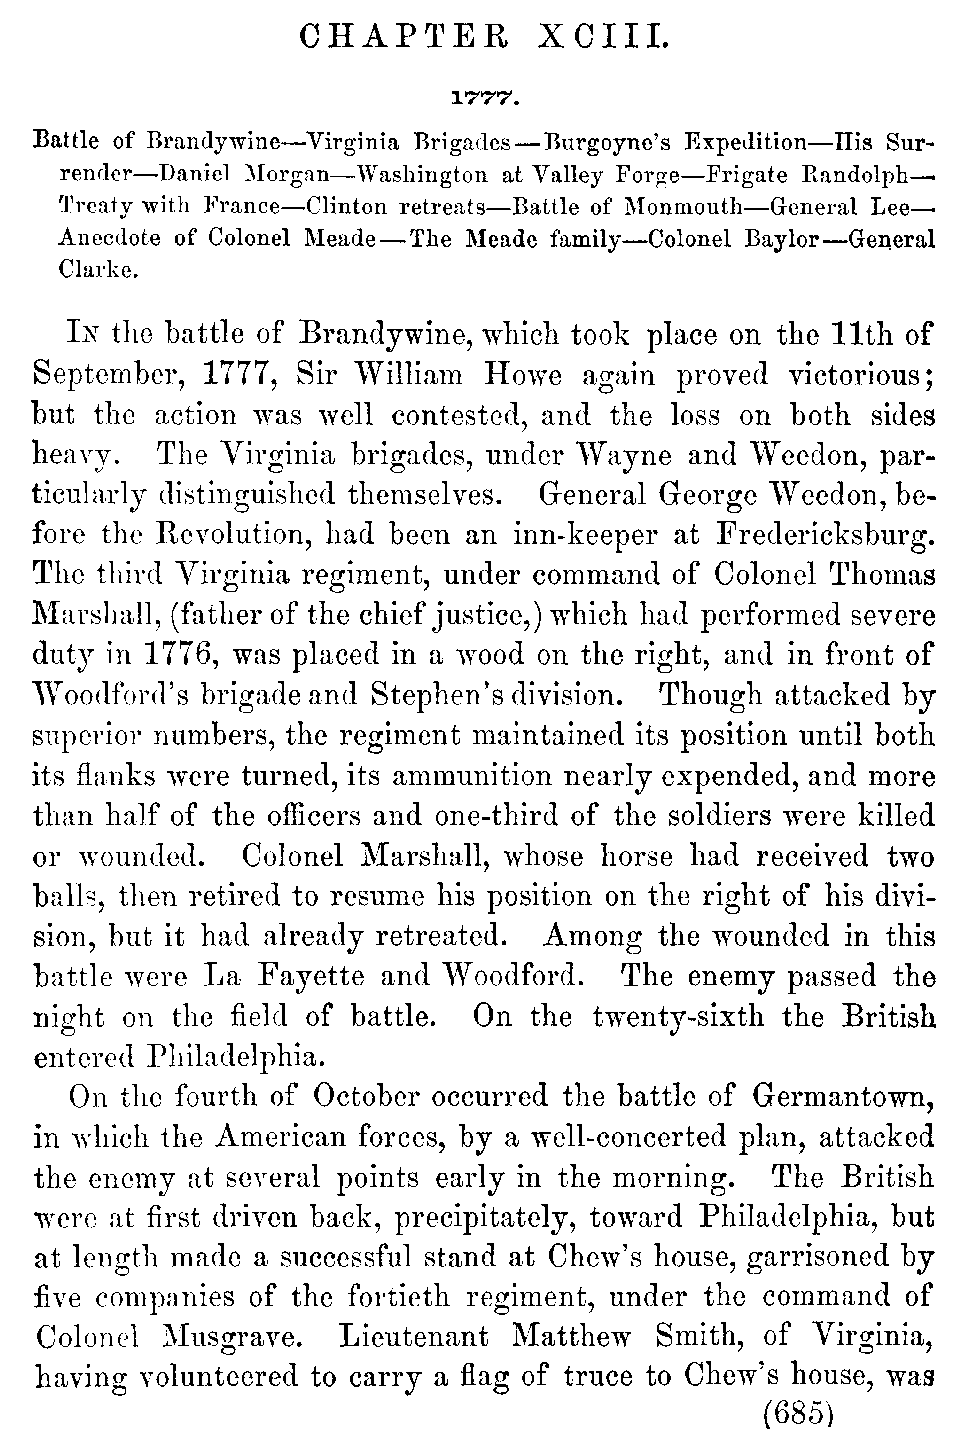 CHAPTER XCIII.
1777.
Battle of Brandywine—Virginia Brigades—Burgoyne's Expedition—His Sur-
render—Daniel Morgan—Washington at Valley Forge—Frigate Randolph—
Treaty with France—Clinton retreats—Battle of Monmouth—General Lee—
Anecdote of Colonel Meade—The Meade family—Colonel Baylor—General
Clarke.
In the battle of Brandywine, which took place on the 11th of
September, 1777, Sir William Howe again proved victorious;
but the action was well contested, and the loss on both sides
heavy. The Virginia brigades, under Wayne and Weedon, par-
ticularly distinguished themselves. General George Weedon, be-
fore the Revolution, had been an inn-keeper at Fredericksburg.
The third Virginia regiment, under command of Colonel Thomas
Marshall, (father of the chief justice,) which had performed severe
duty in 1776, was placed in a wood on the right, and in front of
Woodford's brigade and Stephen's division. Though attacked by
superior numbers, the regiment maintained its position until both
its flanks were turned, its ammunition nearly expended, and more
than half of the officers and one-third of the soldiers were killed
or wounded. Colonel Marshall, whose horse had received two
balls, then retired to resume his position on the right of his divi-
sion, but it had already retreated. Among the wounded in this
battle were La Fayette and Woodford. The enemy passed the
night on the field of battle. On the twenty-sixth the British
entered Philadelphia.
On the fourth of October occurred the battle of Germantown,
in which the American forces, by a well-concerted plan, attacked
the enemy at several points early in the morning. The British
were at first driven back, precipitately, toward Philadelphia, but
at length made a successful stand at Chew's house, garrisoned by
five companies of the fortieth regiment, under the command of
Colonel Musgrave. Lieutenant Matthew Smith, of Virginia,
having volunteered to carry a flag of truce to Chew's house, was
(685)